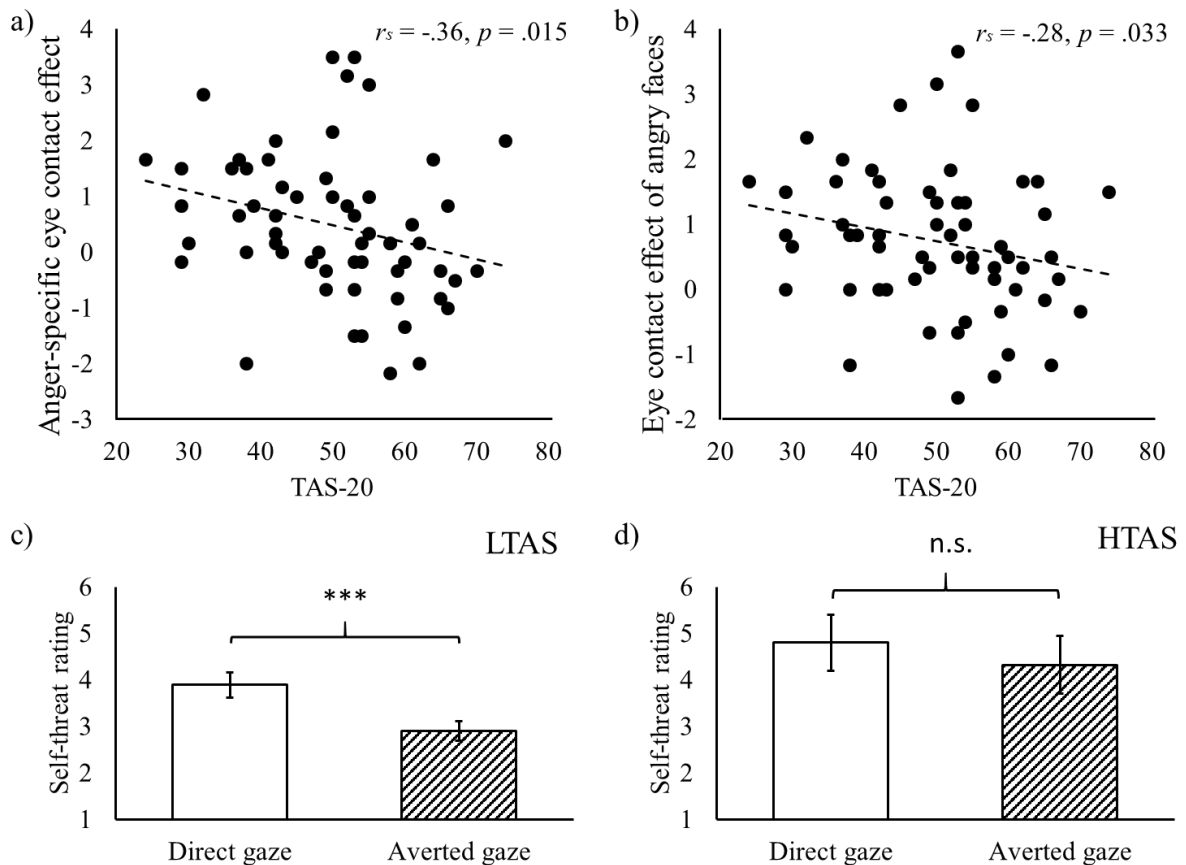 a)
rs = -.36, p = .015
Anger-specific eye contact effect
4
3
2
1
0
-1
-2
-3
20 30 40 50 60 70 80
TAS-20
b)
rs = -.28, p = .033
Eye contact effect of angry faces
4
3
2
1
0
-1
-2
20 30 40 50 60 70 80
TAS-20
c)
LTAS
Self-threat rating
6
5
4
3
2
1
***
Direct gaze Averted gaze
d)
HTAS
n.s.
Self-threat rating
6
5
4
3
2
1
Direct gaze Averted gaze